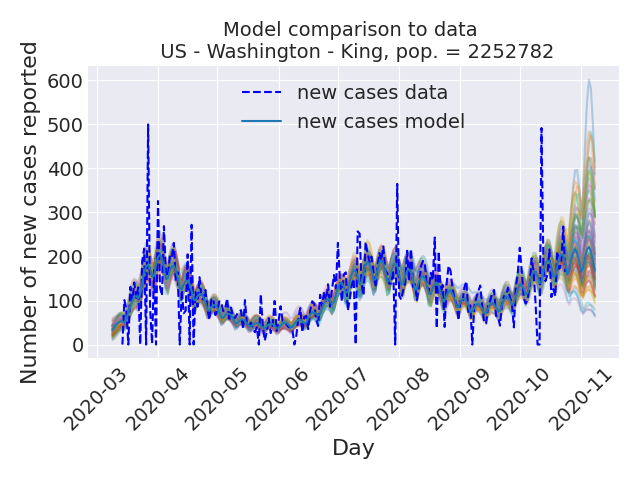 Model comparison to data
US - Washington - King, pop. = 2252782
new cases data
new cases model
Number of new cases reported
600
500
400
300
200
100
0
2020-03
2020-04
2020-05
2020-06
2020-07
2020-08
2020-09
2020-10
2020-11
Day